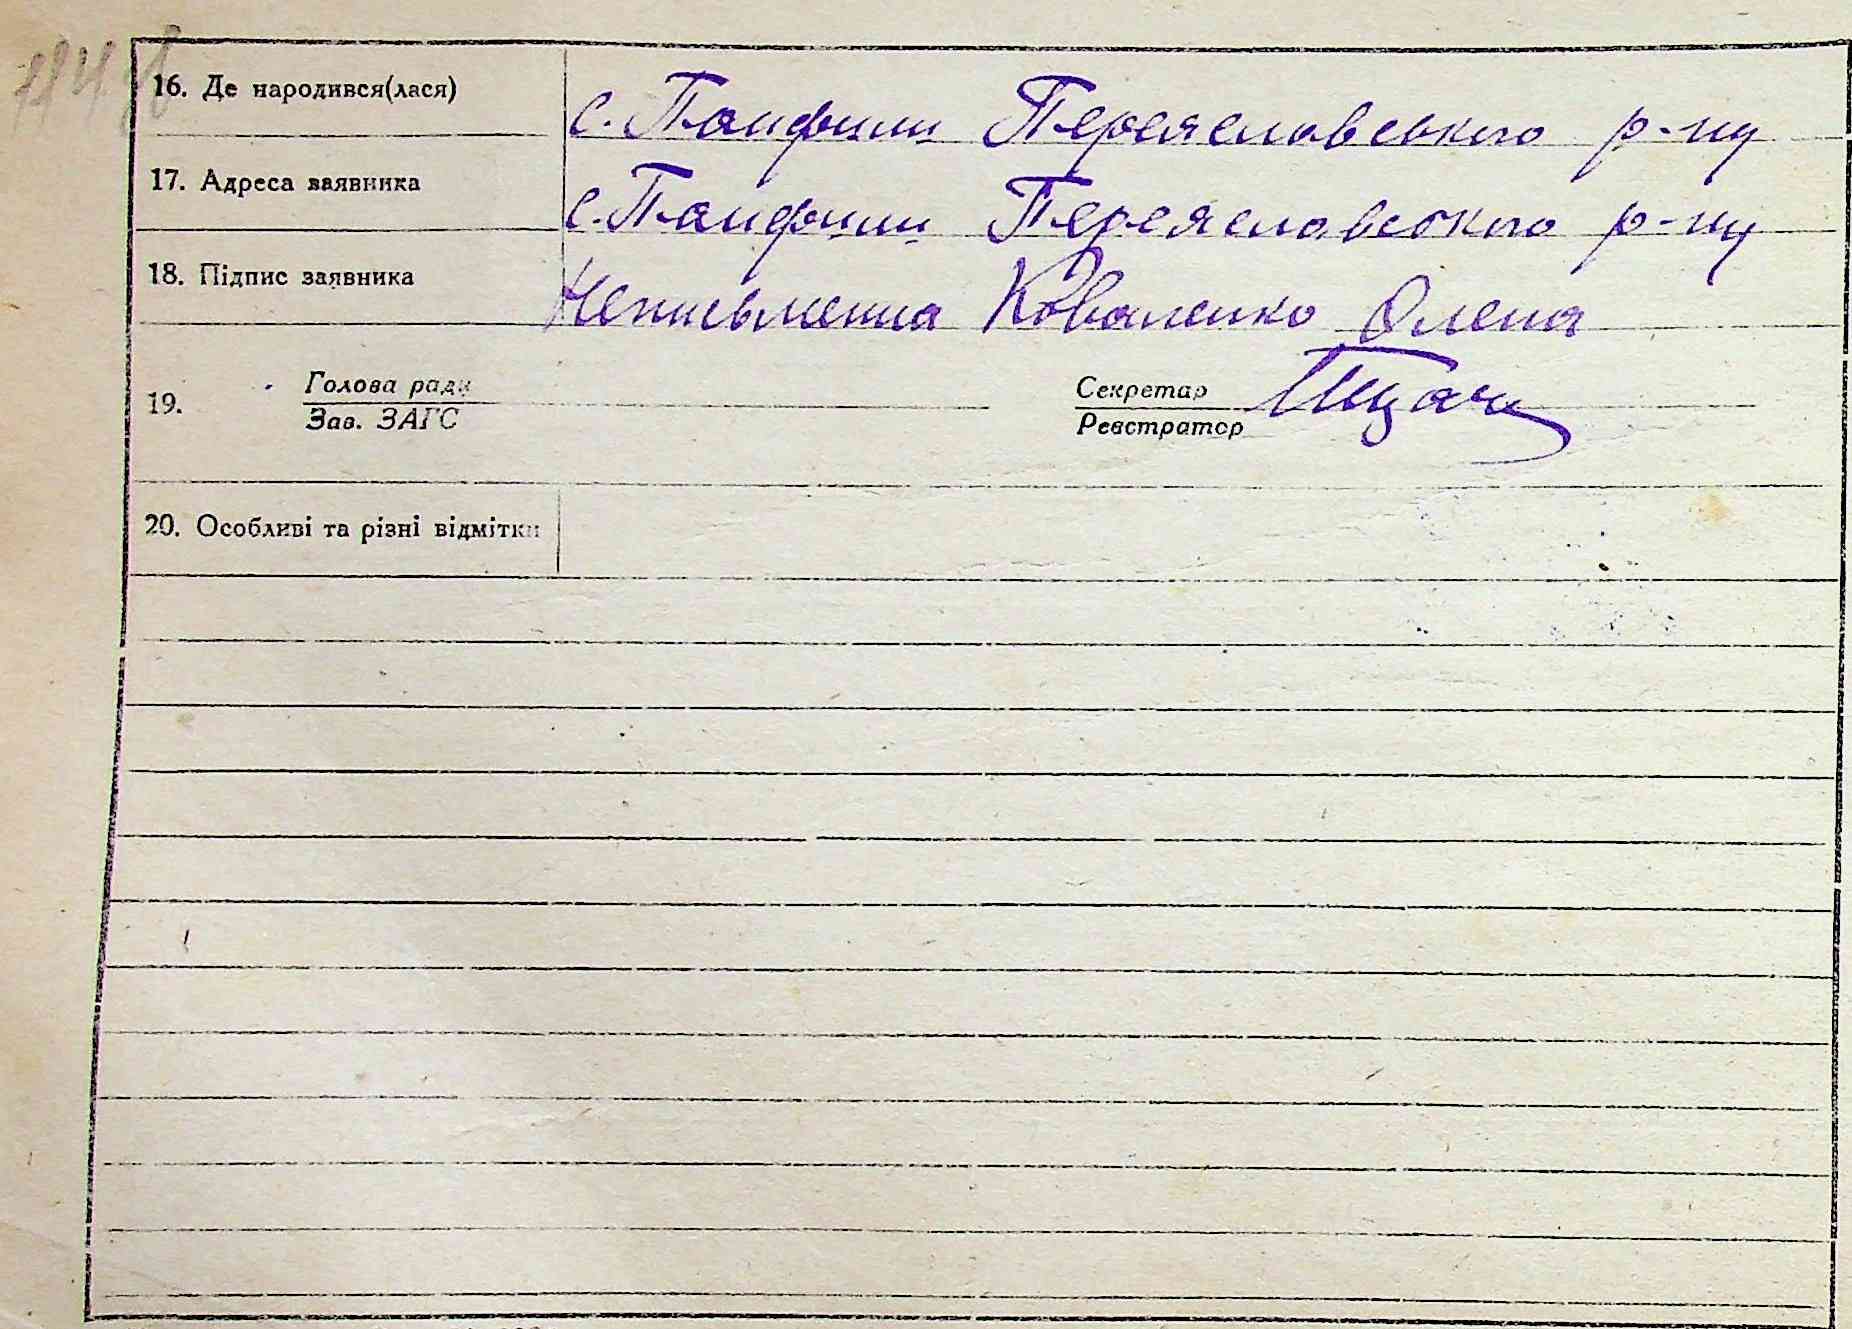 16. Де народився(лася) с. Панфили Переяславського р-ну
17. Адреса заявника с. Панфили Переяславського р-ну
18. Підпис заявника Неписьменна Коваленко Олена
19. Голова ради Секретар
Зав. ЗАГС Реєстратор
20. Особливі та різні відмітки